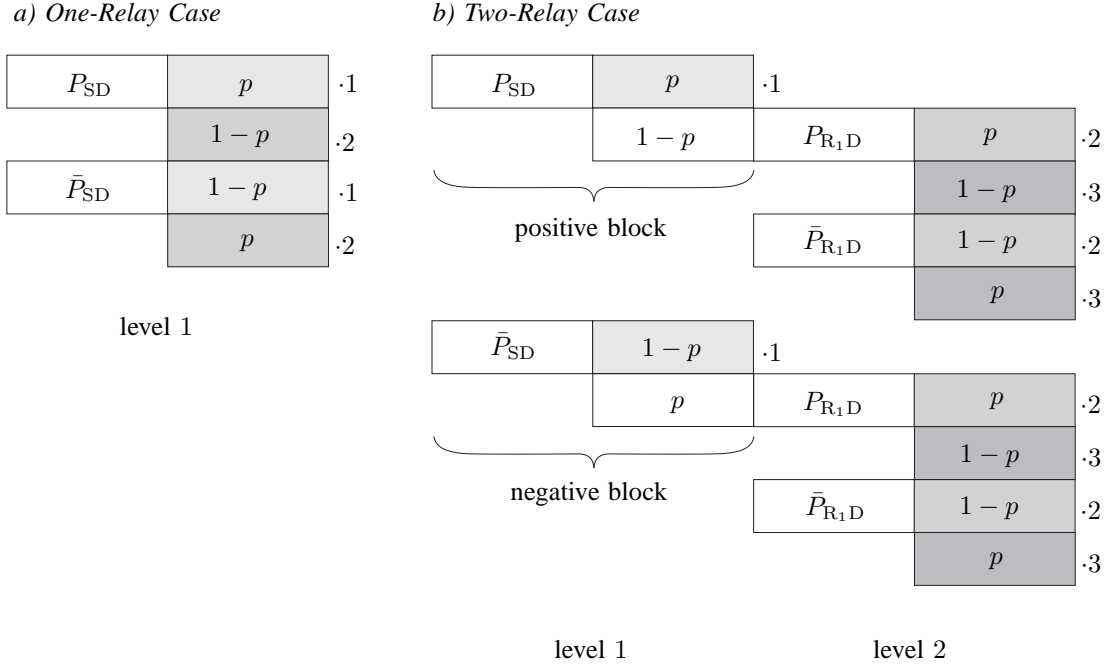 a) One-Relay Case
b) Two-Relay Case
P_SD p ·1
1 − p ·2
P̄_SD 1 − p ·1
p ·2
level 1
P_SD p ·1
1 − p P_R₁D p ·2
1 − p ·3
positive block
P̄_R₁D 1 − p ·2
p ·3
P̄_SD 1 − p ·1
p P_R₁D p ·2
1 − p ·3
negative block
P̄_R₁D 1 − p ·2
p ·3
level 1 level 2